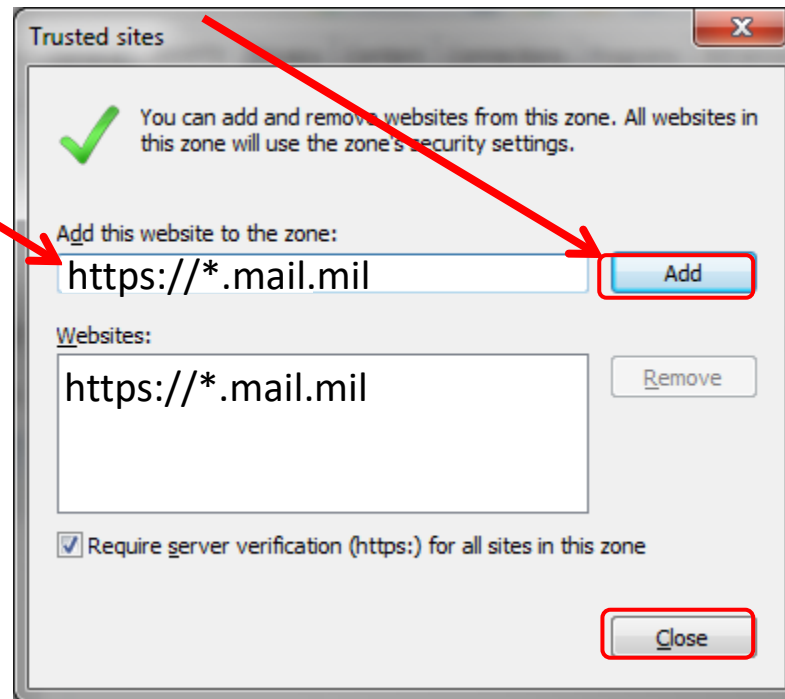 Trusted sites
You can add and remove websites from this zone. All websites in
this zone will use the zone's security settings.
Add this website to the zone:
https://*.mail.mil
Add
Websites:
https://*.mail.mil
Remove
Require server verification (https:) for all sites in this zone
Close